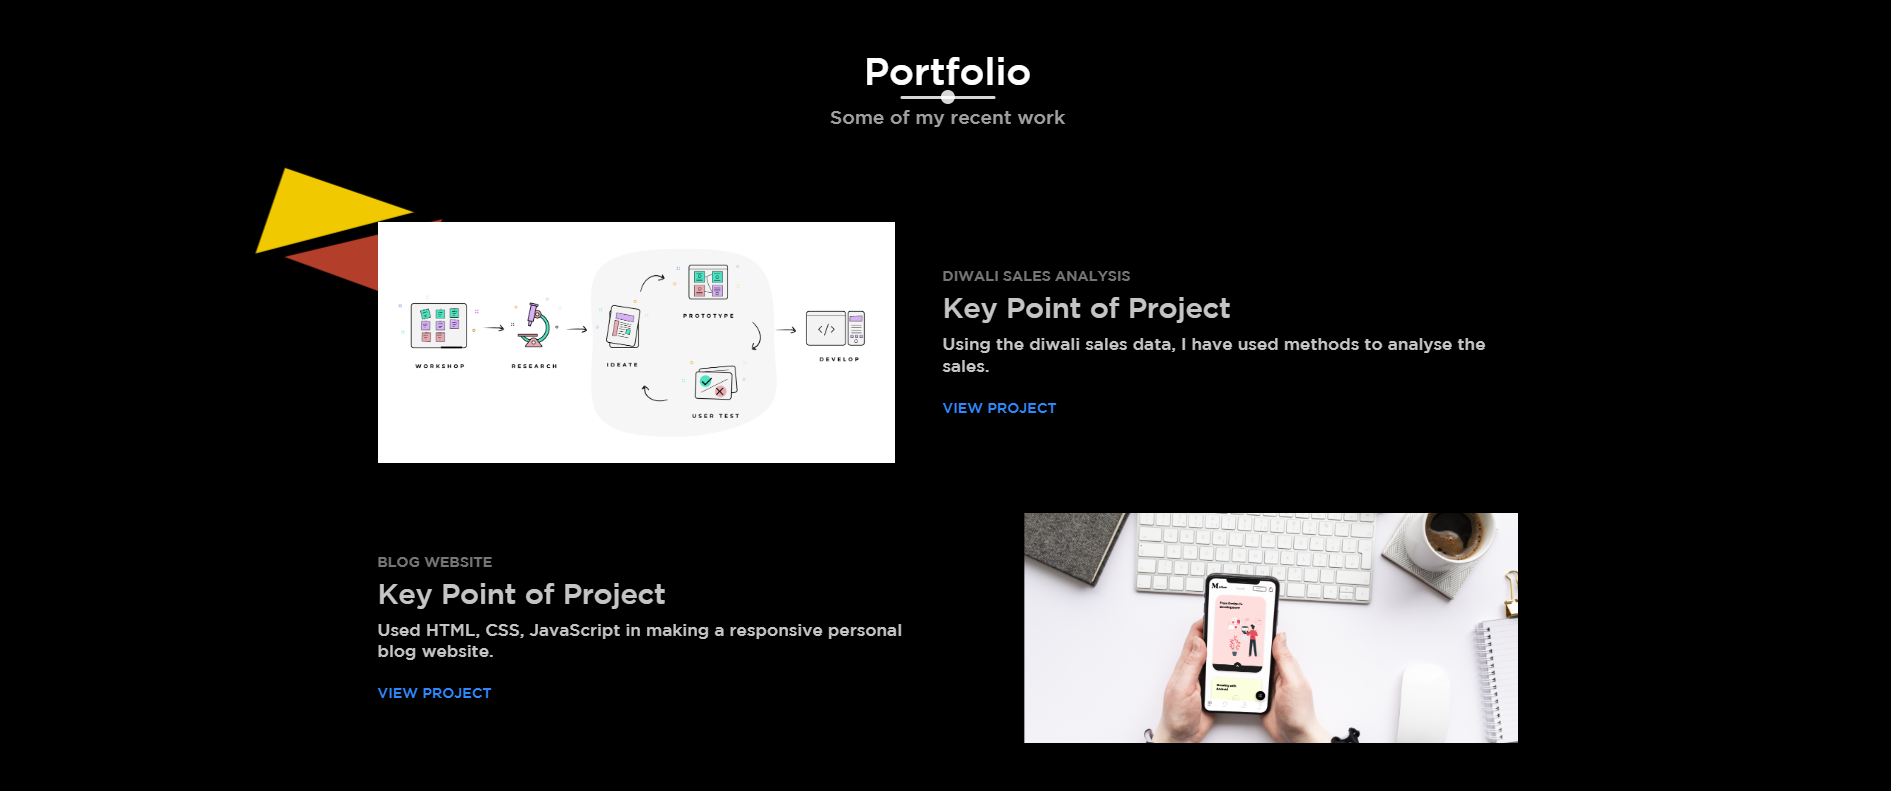 Portfolio
Some of my recent work
WORKSHOP
RESEARCH
IDEATE
PROTOTYPE
USER TEST
</>
DEVELOP
DIWALI SALES ANALYSIS
Key Point of Project
Using the diwali sales data, I have used methods to analyse the
sales.
VIEW PROJECT
BLOG WEBSITE
Key Point of Project
Used HTML, CSS, JavaScript in making a responsive personal
blog website.
VIEW PROJECT